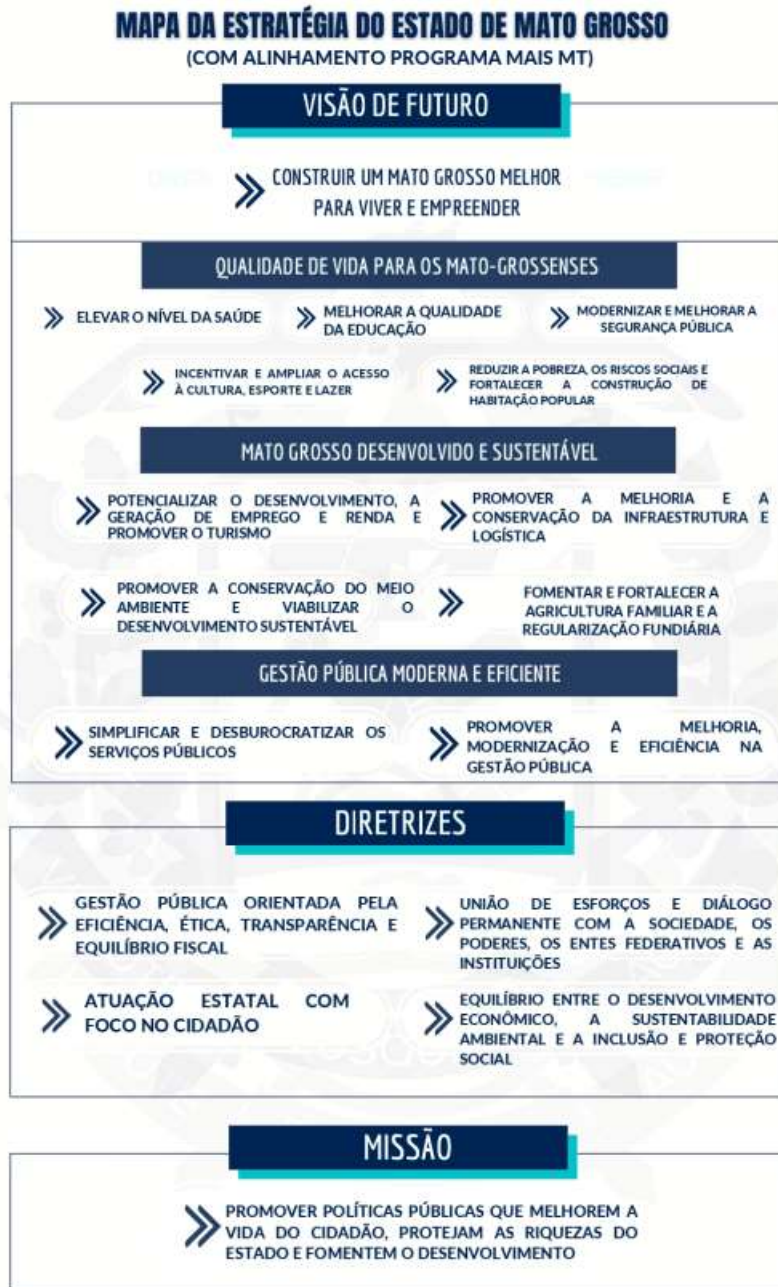 MAPA DA ESTRATÉGIA DO ESTADO DE MATO GROSSO
(COM ALINHAMENTO PROGRAMA MAIS MT)
VISÃO DE FUTURO
CONSTRUIR UM MATO GROSSO MELHOR
PARA VIVER E EMPREENDER
QUALIDADE DE VIDA PARA OS MATO-GROSSENSES
ELEVAR O NÍVEL DA SAÚDE
MELHORAR A QUALIDADE
DA EDUCAÇÃO
MODERNIZAR E MELHORAR A
SEGURANÇA PÚBLICA
INCENTIVAR E AMPLIAR O ACESSO
À CULTURA, ESPORTE E LAZER
REDUZIR A POBREZA, OS RISCOS SOCIAIS E
FORTALECER A CONSTRUÇÃO DE
HABITAÇÃO POPULAR
MATO GROSSO DESENVOLVIDO E SUSTENTÁVEL
POTENCIALIZAR O DESENVOLVIMENTO, A
GERAÇÃO DE EMPREGO E RENDA E
PROMOVER O TURISMO
PROMOVER A MELHORIA E A
CONSERVAÇÃO DA INFRAESTRUTURA E
LOGÍSTICA
PROMOVER A CONSERVAÇÃO DO MEIO
AMBIENTE E VIABILIZAR O
DESENVOLVIMENTO SUSTENTÁVEL
FOMENTAR E FORTALECER A
AGRICULTURA FAMILIAR E A
REGULARIZAÇÃO FUNDIÁRIA
GESTÃO PÚBLICA MODERNA E EFICIENTE
SIMPLIFICAR E DESBUROCRATIZAR OS
SERVIÇOS PÚBLICOS
PROMOVER A MELHORIA,
MODERNIZAÇÃO E EFICIÊNCIA NA
GESTÃO PÚBLICA
DIRETRIZES
GESTÃO PÚBLICA ORIENTADA PELA
EFICIÊNCIA, ÉTICA, TRANSPARÊNCIA E
EQUILÍBRIO FISCAL
UNIÃO DE ESFORÇOS E DIÁLOGO
PERMANENTE COM A SOCIEDADE, OS
PODERES, OS ENTES FEDERATIVOS E AS
INSTITUIÇÕES
ATUAÇÃO ESTATAL COM
FOCO NO CIDADÃO
EQUILÍBRIO ENTRE O DESENVOLVIMENTO
ECONÔMICO, A SUSTENTABILIDADE
AMBIENTAL E A INCLUSÃO E PROTEÇÃO
SOCIAL
MISSÃO
PROMOVER POLÍTICAS PÚBLICAS QUE MELHOREM A
VIDA DO CIDADÃO, PROTEJAM AS RIQUEZAS DO
ESTADO E FOMENTEM O DESENVOLVIMENTO